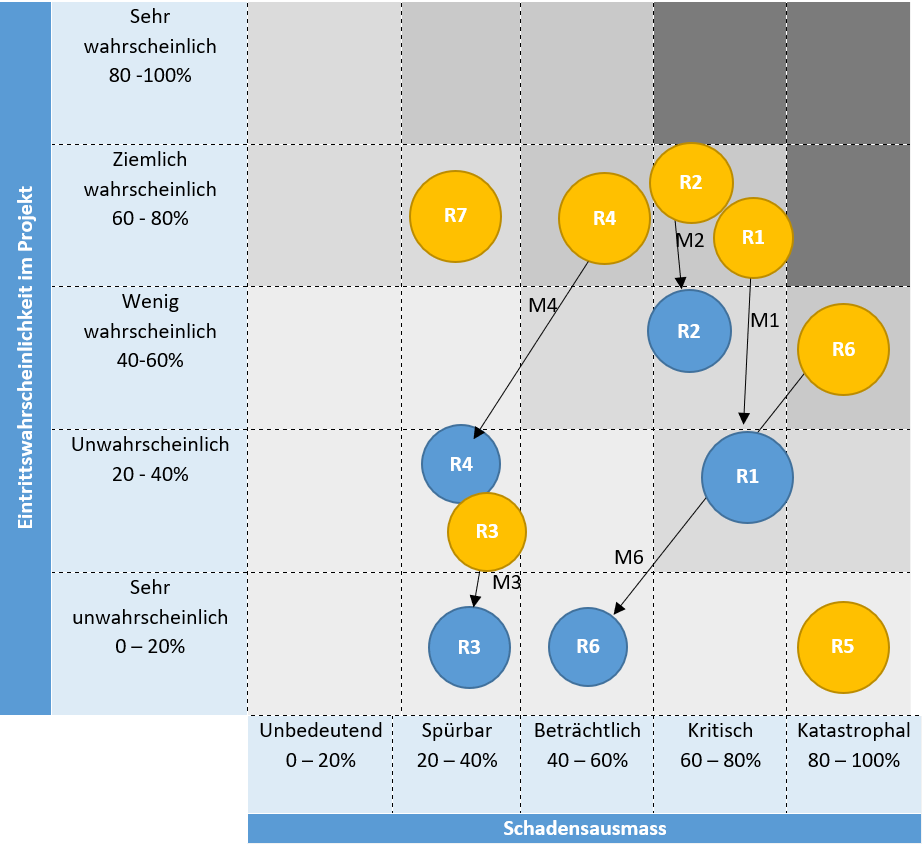 Eintrittswahrscheinlichkeit im Projekt
Sehr
wahrscheinlich
80 -100%
Ziemlich
wahrscheinlich
60 - 80%
R7
R4
R2
R1
M2
Wenig
wahrscheinlich
40-60%
M4
R2
M1
R6
Unwahrscheinlich
20 - 40%
R4
R3
R1
M6
Sehr
unwahrscheinlich
0 – 20%
M3
R3
R6
R5
Unbedeutend
0 – 20%
Spürbar
20 – 40%
Beträchtlich
40 – 60%
Kritisch
60 – 80%
Katastrophal
80 – 100%
Schadensausmass